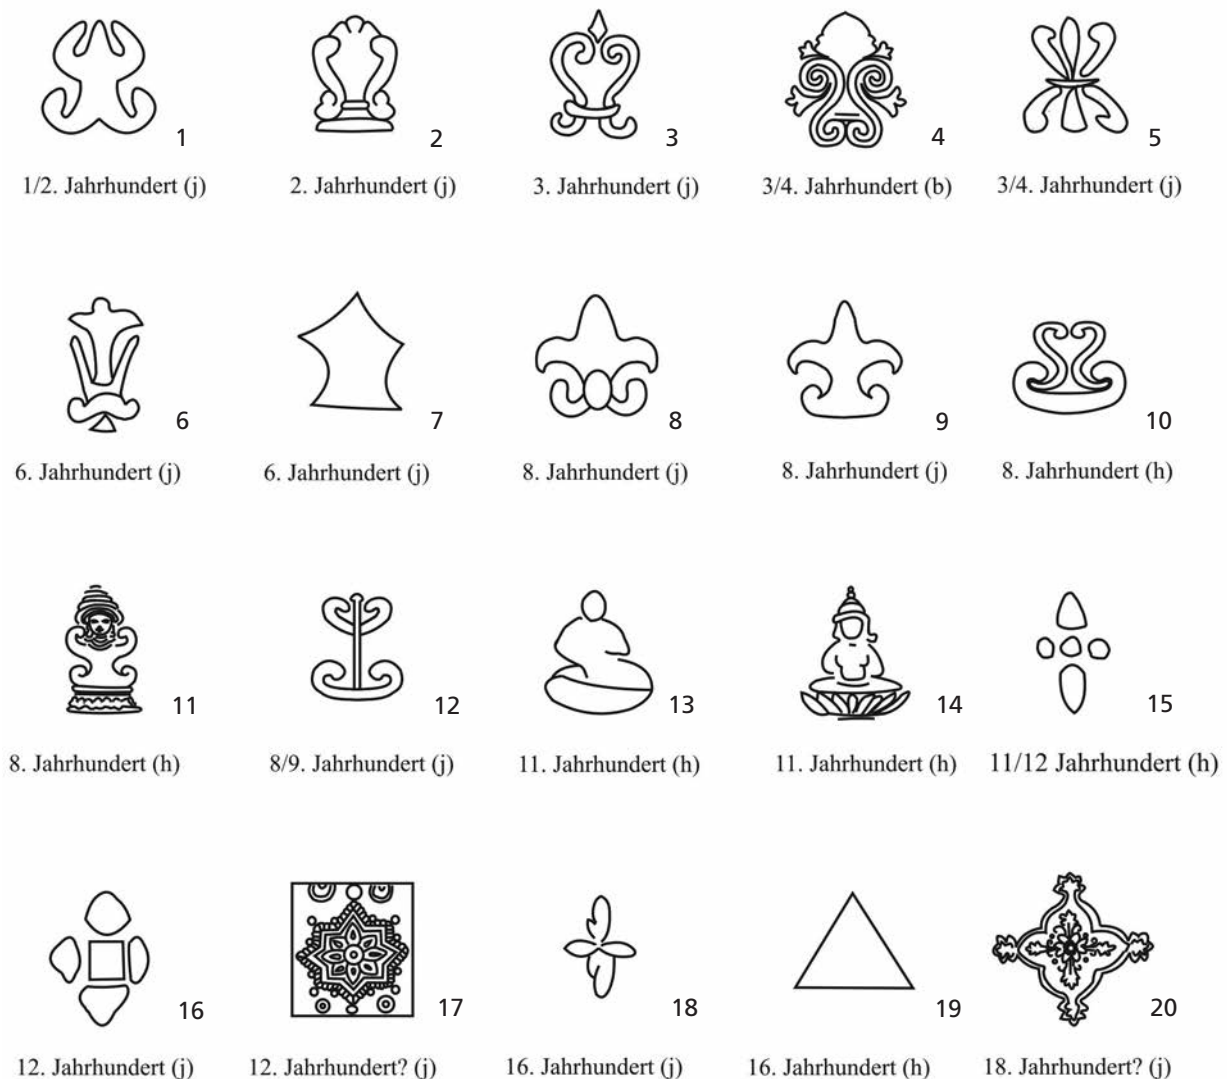 1 2 3 4 5
1/2. Jahrhundert (j) 2. Jahrhundert (j) 3. Jahrhundert (j) 3/4. Jahrhundert (b) 3/4. Jahrhundert (j)
6 7 8 9 10
6. Jahrhundert (j) 6. Jahrhundert (j) 8. Jahrhundert (j) 8. Jahrhundert (j) 8. Jahrhundert (h)
11 12 13 14 15
8. Jahrhundert (h) 8/9. Jahrhundert (j) 11. Jahrhundert (h) 11. Jahrhundert (h) 11/12 Jahrhundert (h)
16 17 18 19 20
12. Jahrhundert (j) 12. Jahrhundert? (j) 16. Jahrhundert (j) 16. Jahrhundert (h) 18. Jahrhundert? (j)